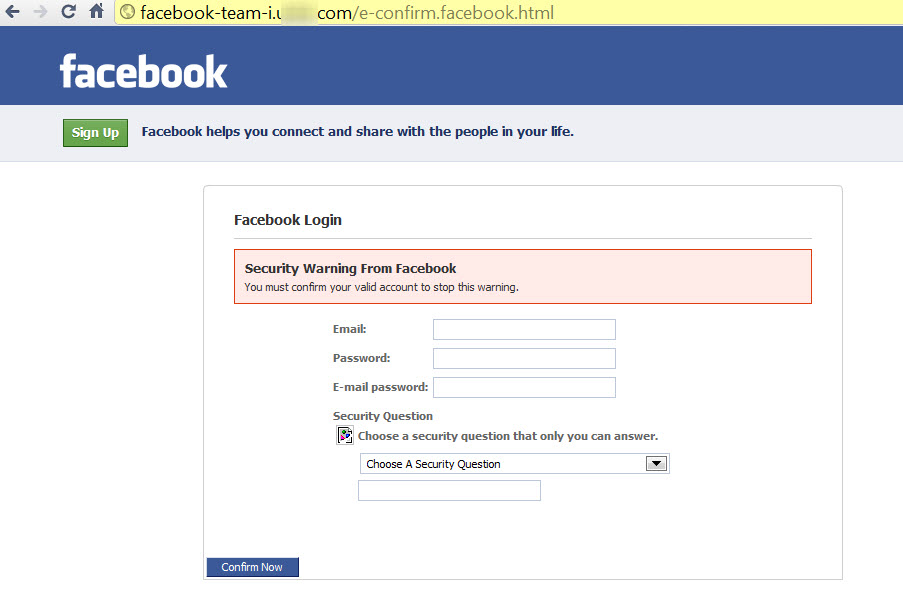 facebook-team-i.u com/e-confirm.facebook.html
facebook
Sign Up Facebook helps you connect and share with the people in your life.
Facebook Login
Security Warning From Facebook
You must confirm your valid account to stop this warning.
Email:
Password:
E-mail password:
Security Question
Choose a security question that only you can answer.
Choose A Security Question
Confirm Now